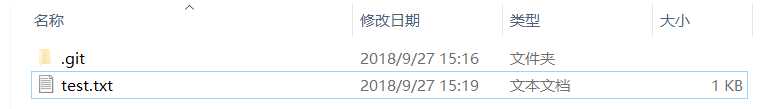 名称 修改日期 类型 大小
.git 2018/9/27 15:16 文件夹
test.txt 2018/9/27 15:19 文本文档 1 KB